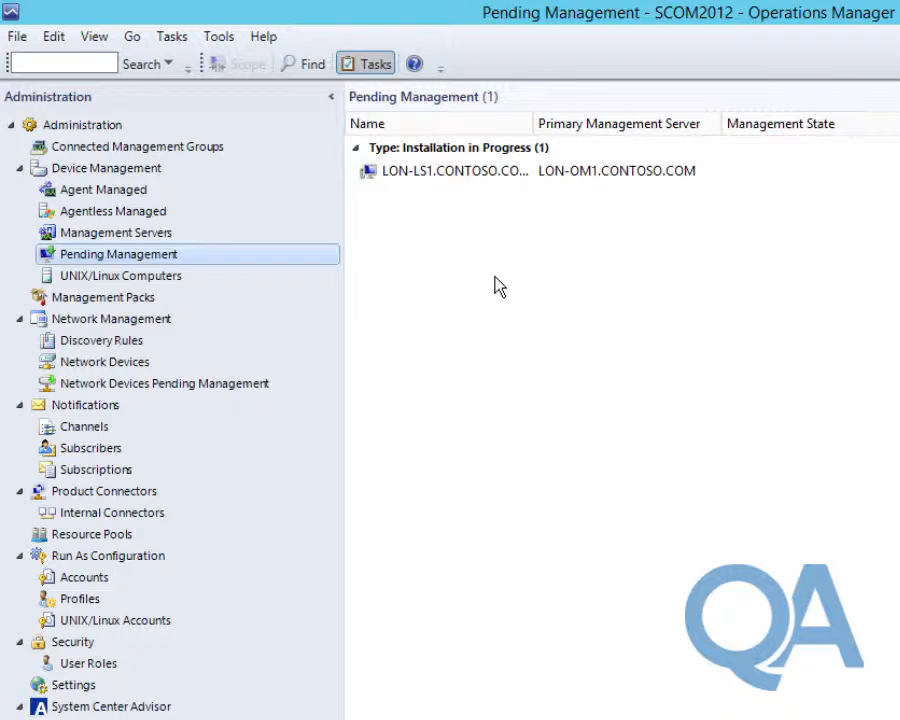 Pending Management - SCOM2012 - Operations Manager
File Edit View Go Tasks Tools Help
Search Scope Find Tasks
Administration
Pending Management (1)
Name Primary Management Server Management State
Type: Installation in Progress (1)
LON-LS1.CONTOSO.CO... LON-OM1.CONTOSO.COM
Administration
Connected Management Groups
Device Management
Agent Managed
Agentless Managed
Management Servers
Pending Management
UNIX/Linux Computers
Management Packs
Network Management
Discovery Rules
Network Devices
Network Devices Pending Management
Notifications
Channels
Subscribers
Subscriptions
Product Connectors
Internal Connectors
Resource Pools
Run As Configuration
Accounts
Profiles
UNIX/Linux Accounts
Security
User Roles
Settings
System Center Advisor
QA